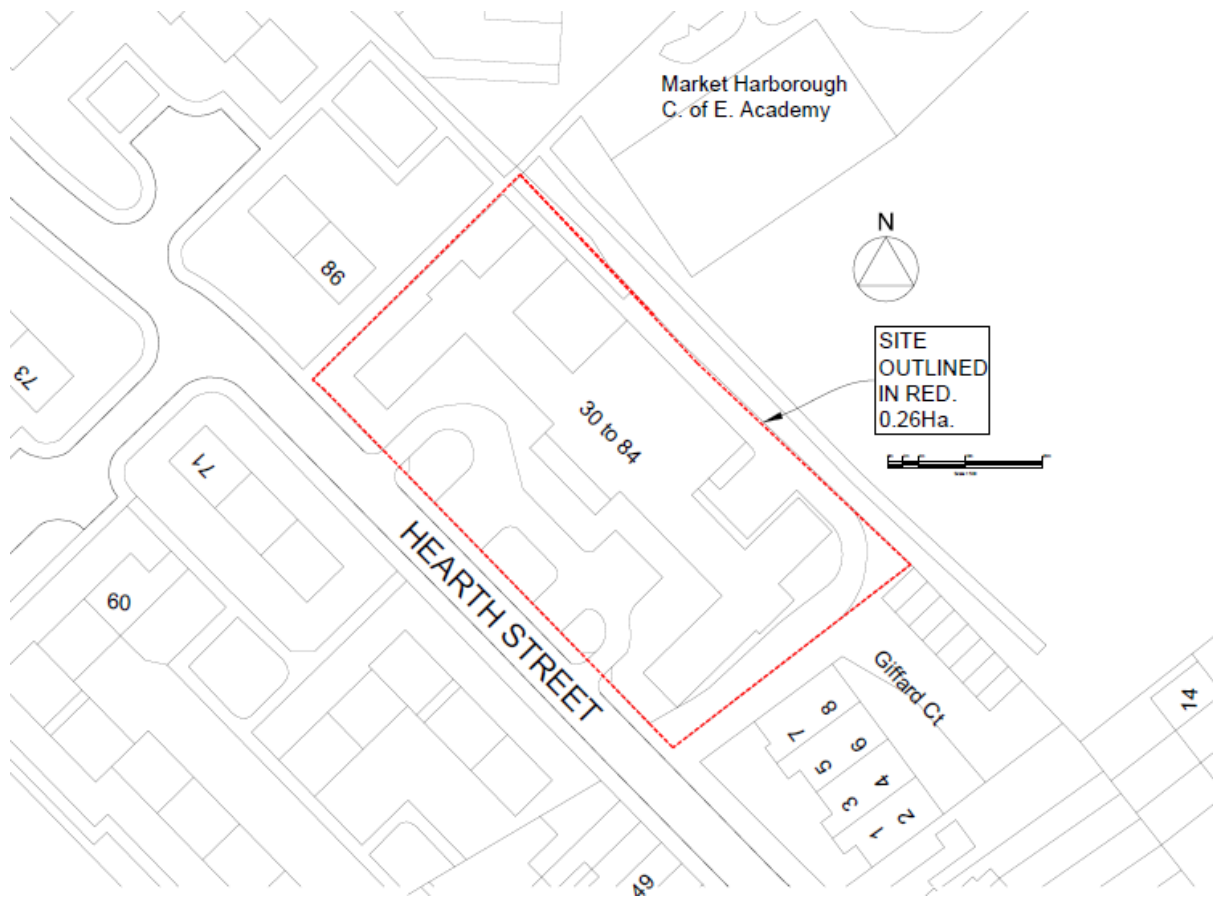 Market Harborough
C. of E. Academy
N
86
SITE
OUTLINED
IN RED.
0.26Ha.
73
30 to 84
71
HEARTH STREET
60
Giffard Ct
14
8
7
6
5
4
3
2
1
49